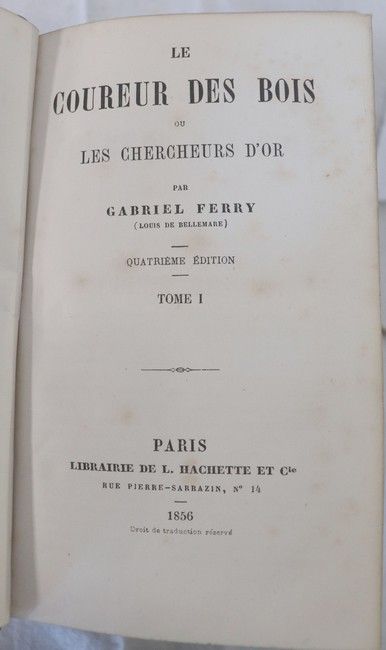 LE
COUREUR DES BOIS
OU
LES CHERCHEURS D'OR
PAR
GABRIEL FERRY
(LOUIS DE BELLEMARE)
QUATRIÈME ÉDITION
TOME I
PARIS
LIBRAIRIE DE L. HACHETTE ET Cie
RUE PIERRE-SARRAZIN, N° 14
1856
Droit de traduction réservé